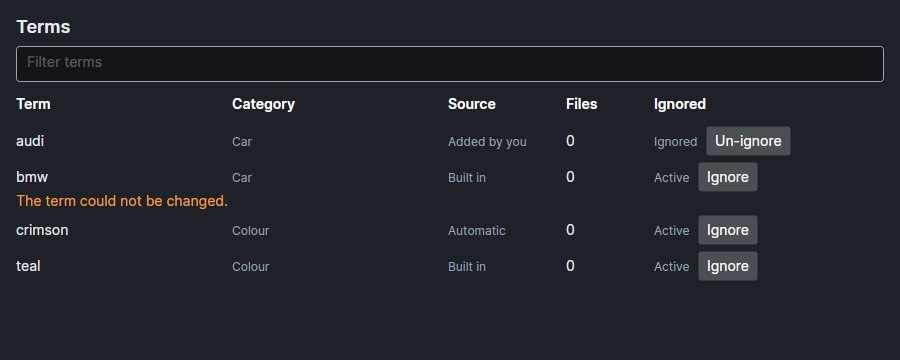 Terms
Filter terms
Term Category Source Files Ignored
audi Car Added by you 0 Ignored Un-ignore
bmw Car Built in 0 Active Ignore
The term could not be changed.
crimson Colour Automatic 0 Active Ignore
teal Colour Built in 0 Active Ignore